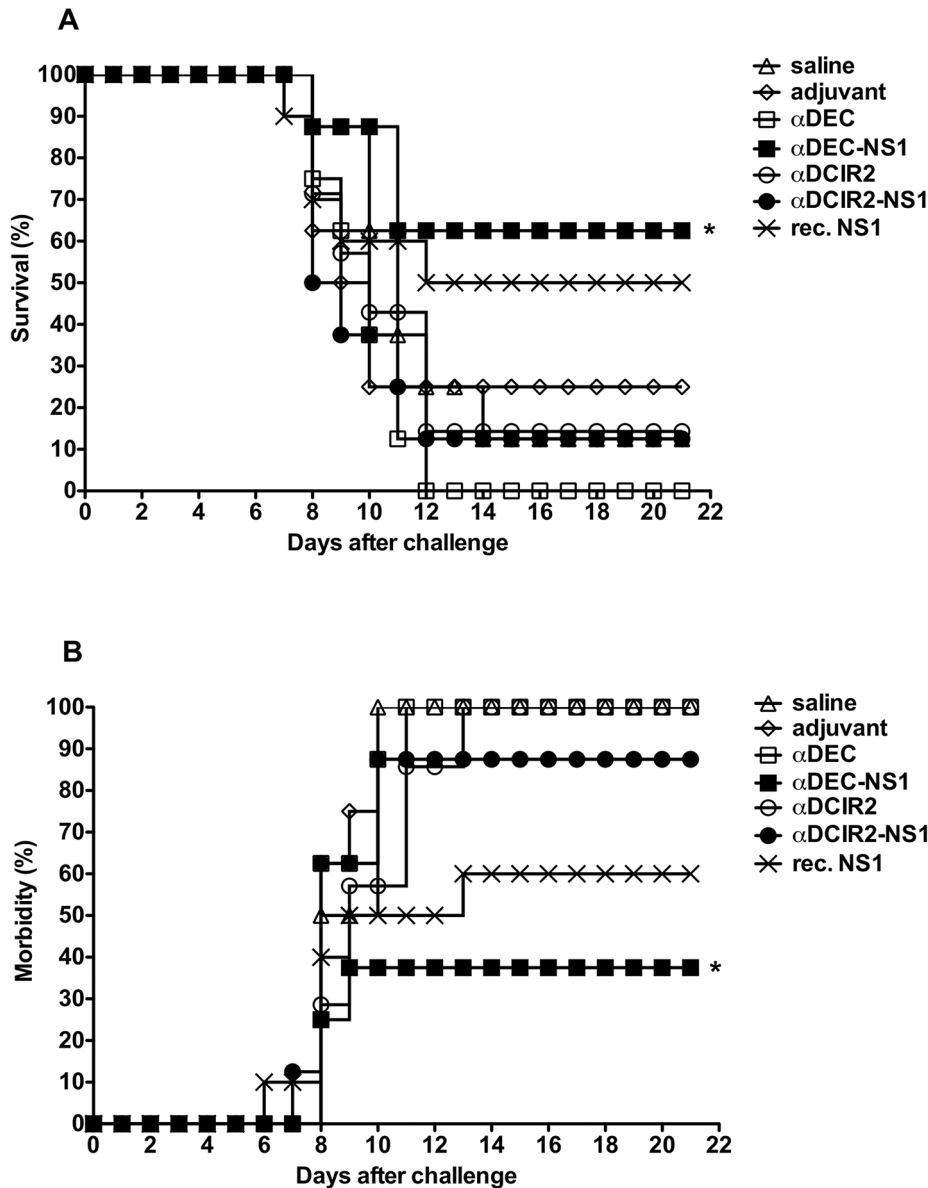 A
100
90
80
70
60
50
40
30
20
10
0
Survival (%)
0 2 4 6 8 10 12 14 16 18 20 22
Days after challenge
saline
adjuvant
αDEC
αDEC-NS1
αDCIR2
αDCIR2-NS1
rec. NS1
*
B
100
90
80
70
60
50
40
30
20
10
0
Morbidity (%)
0 2 4 6 8 10 12 14 16 18 20 22
Days after challenge
saline
adjuvant
αDEC
αDEC-NS1
αDCIR2
αDCIR2-NS1
rec. NS1
*